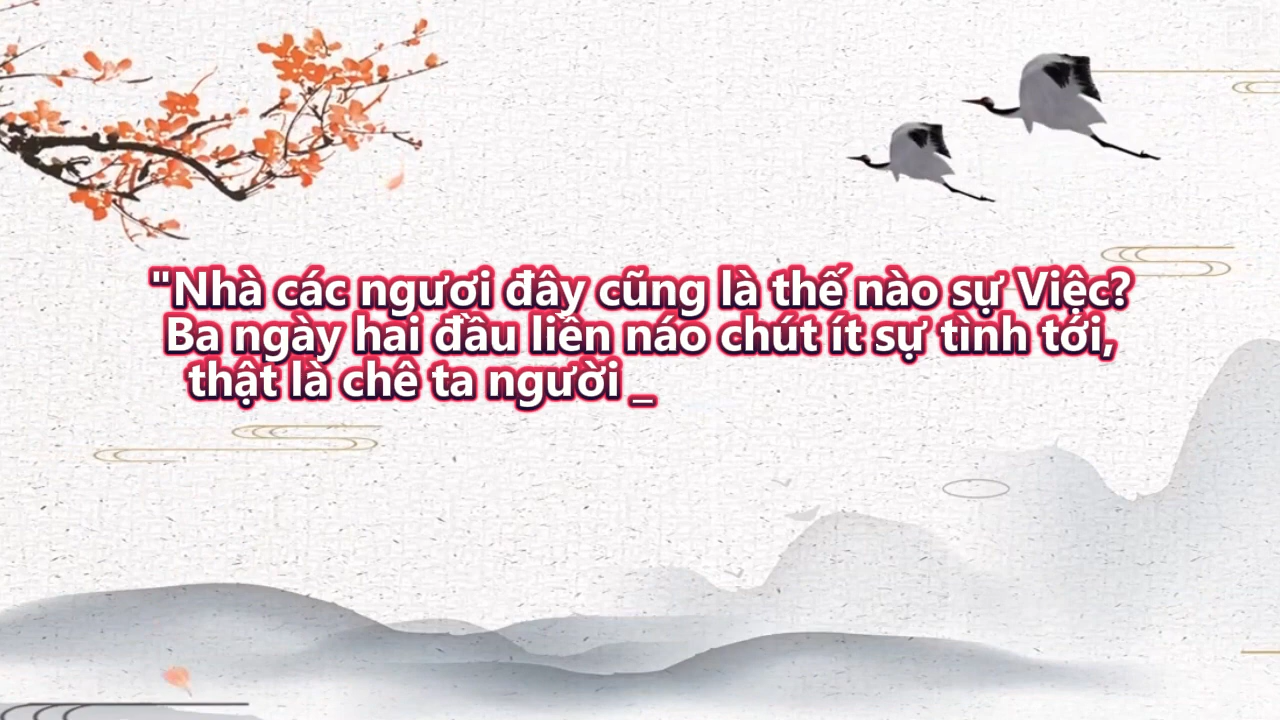 "Nhà các ngươi đây cũng là thế nào sự Việc?
Ba ngày hai đầu liền náo chút ít sự tình tới,
thật là chê ta người _